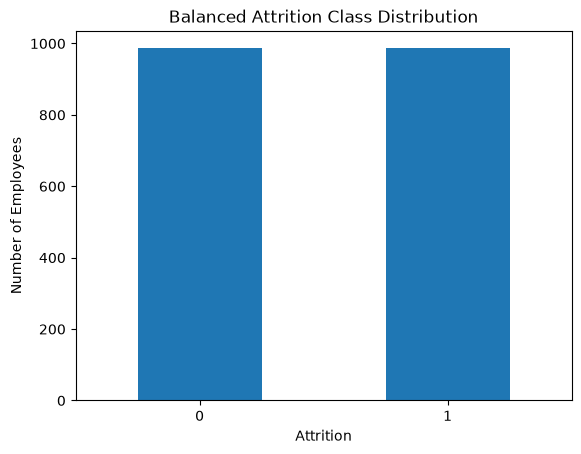 Balanced Attrition Class Distribution
1000
800
600
400
200
0
Number of Employees
0 1
Attrition